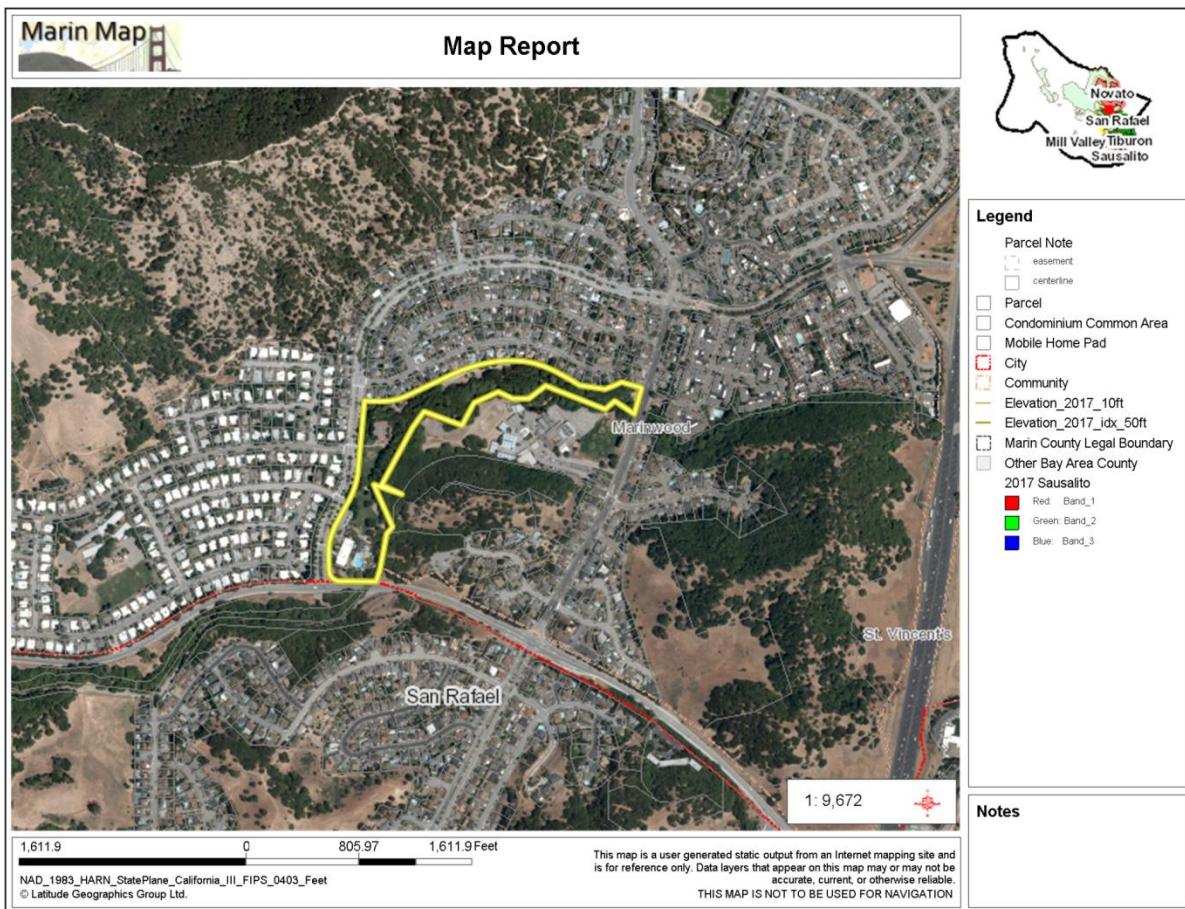 Marin Map
Map Report
Novato
San Rafael
Mill Valley Tiburon
Sausalito
Marinwood
St. Vincent's
San Rafael
1: 9,672
Legend
Parcel Note
easement
centerline
Parcel
Condominium Common Area
Mobile Home Pad
City
Community
Elevation_2017_10ft
Elevation_2017_idx_50ft
Marin County Legal Boundary
Other Bay Area County
2017 Sausalito
Red: Band_1
Green: Band_2
Blue: Band_3
Notes
1,611.9 0 805.97 1,611.9 Feet
NAD_1983_HARN_StatePlane_California_III_FIPS_0403_Feet
© Latitude Geographics Group Ltd.
This map is a user generated static output from an Internet mapping site and
is for reference only. Data layers that appear on this map may or may not be
accurate, current, or otherwise reliable.
THIS MAP IS NOT TO BE USED FOR NAVIGATION